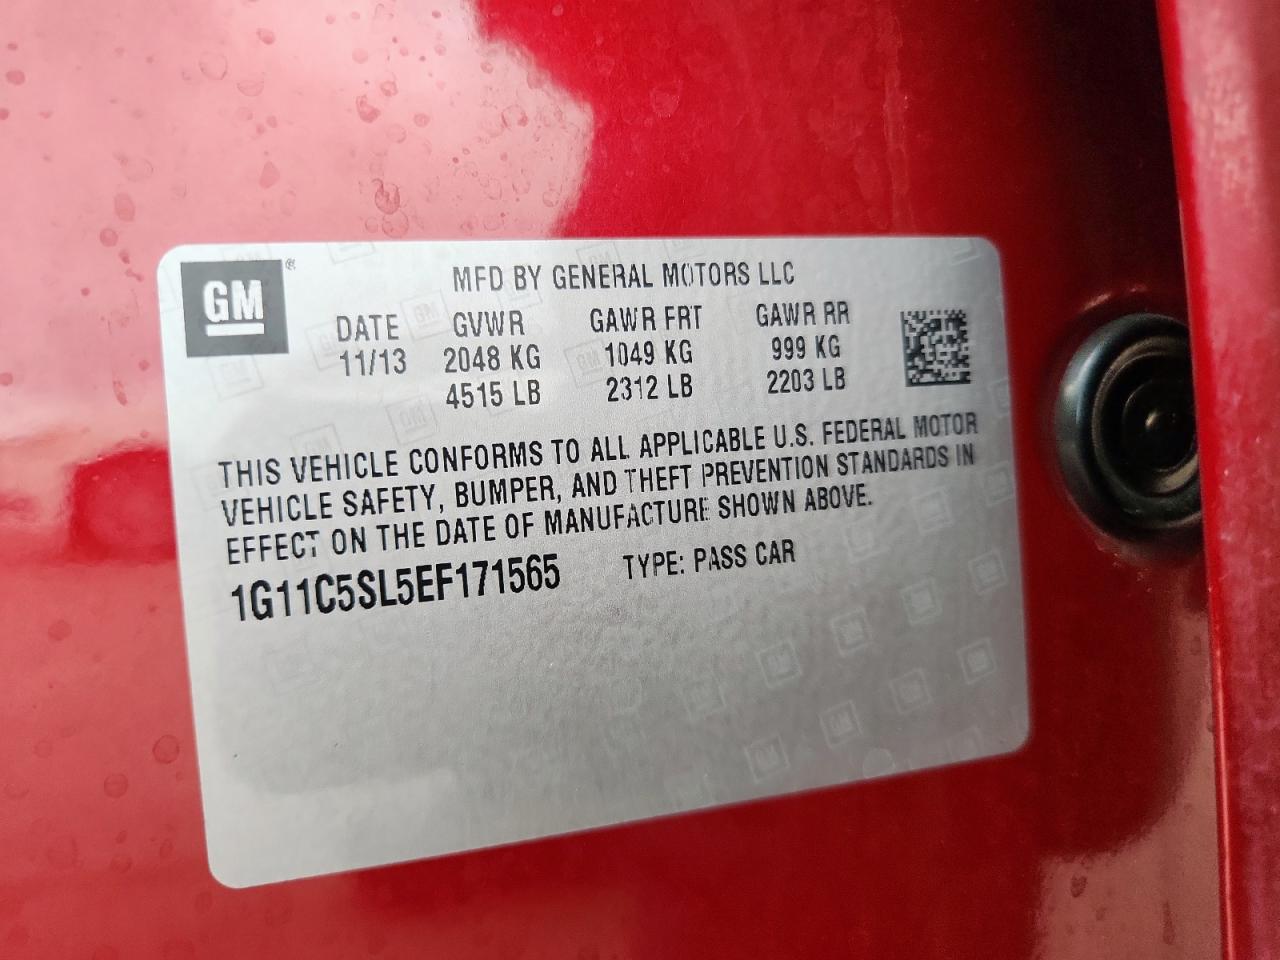 GM ®
MFD BY GENERAL MOTORS LLC
DATE GVWR GAWR FRT GAWR RR
11/13 2048 KG 1049 KG 999 KG
4515 LB 2312 LB 2203 LB
THIS VEHICLE CONFORMS TO ALL APPLICABLE U.S. FEDERAL MOTOR
VEHICLE SAFETY, BUMPER, AND THEFT PREVENTION STANDARDS IN
EFFECT ON THE DATE OF MANUFACTURE SHOWN ABOVE.
1G11C5SL5EF171565 TYPE: PASS CAR